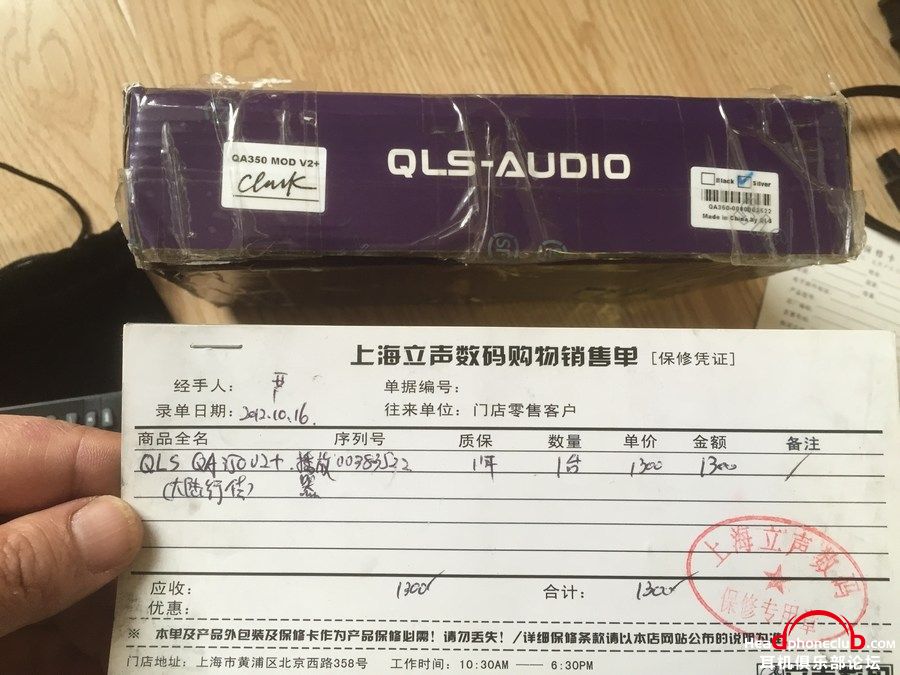 QA350 MOD V2+
Clark
QLS-AUDIO
Black Silver
Made in China by QLS
上海立声数码购物销售单 [保修凭证]
经手人：
单据编号：
录单日期：2012.10.16
往来单位：门店零售客户
商品全名 序列号 质保 数量 单价 金额 备注
QLS QA350V2+ 播放器 00383522 1年 1台 1300 1300 /
(大陆行货)
应收： 1300 合计： 1300
优惠：
上海立声数码
保修专用章
※ 本单及产品外包装及保修卡作为产品保修必需！请勿丢失！/详细保修条款请以本店网站公布的说明为准
门店地址：上海市黄浦区北京西路358号 工作时间：10:30AM —— 6:30PM
Headphoneclub.com
耳机俱乐部论坛